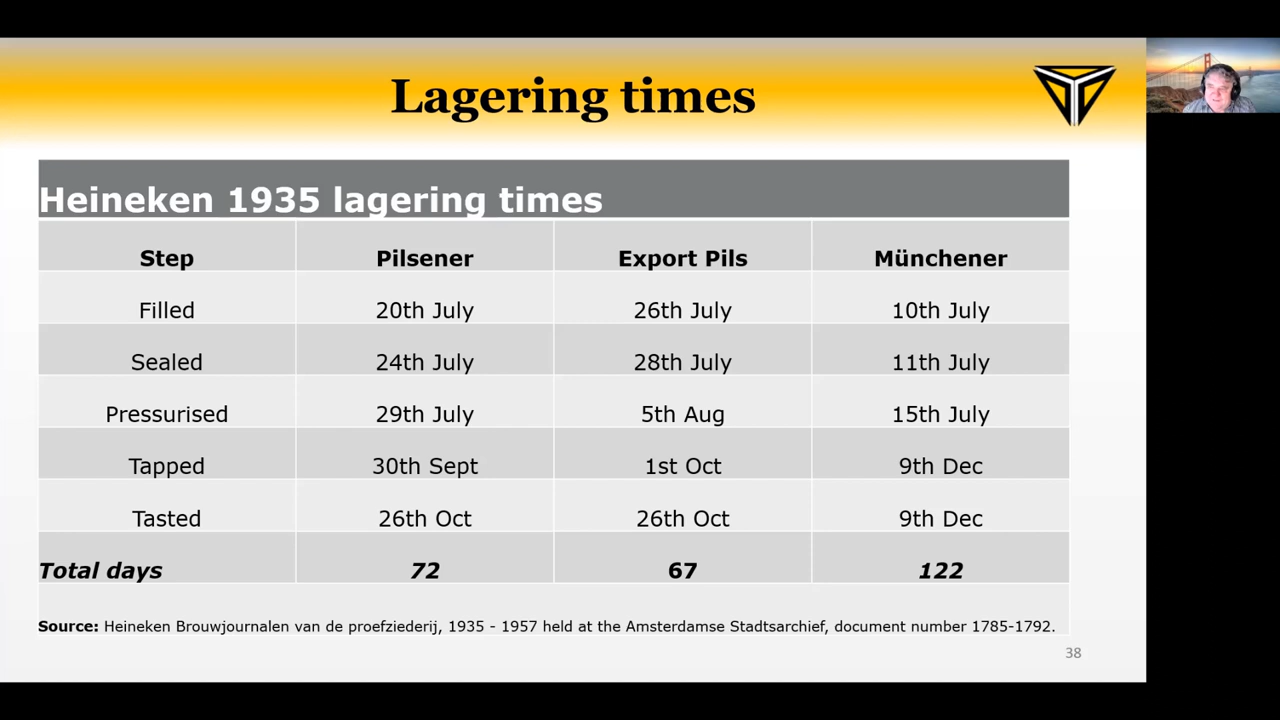 Lagering times
Heineken 1935 lagering times
Step Pilsener Export Pils Münchener
Filled 20th July 26th July 10th July
Sealed 24th July 28th July 11th July
Pressurised 29th July 5th Aug 15th July
Tapped 30th Sept 1st Oct 9th Dec
Tasted 26th Oct 26th Oct 9th Dec
Total days 72 67 122
Source: Heineken Brouwjournalen van de proefziederij, 1935 - 1957 held at the Amsterdamse Stadtsarchief, document number 1785-1792.
38